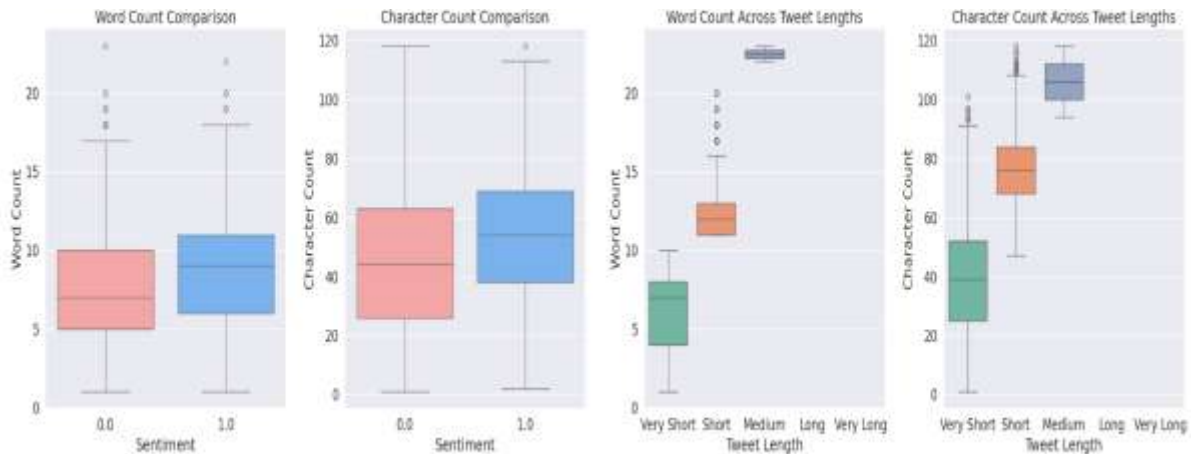 Word Count Comparison
Word Count
20
15
10
5
0
0.0 1.0
Sentiment
Character Count Comparison
Character Count
120
100
80
60
40
20
0
0.0 1.0
Sentiment
Word Count Across Tweet Lengths
Word Count
20
15
10
5
0
Very Short Short Medium Long Very Long
Tweet Length
Character Count Across Tweet Lengths
Character Count
120
100
80
60
40
20
0
Very Short Short Medium Long Very Long
Tweet Length